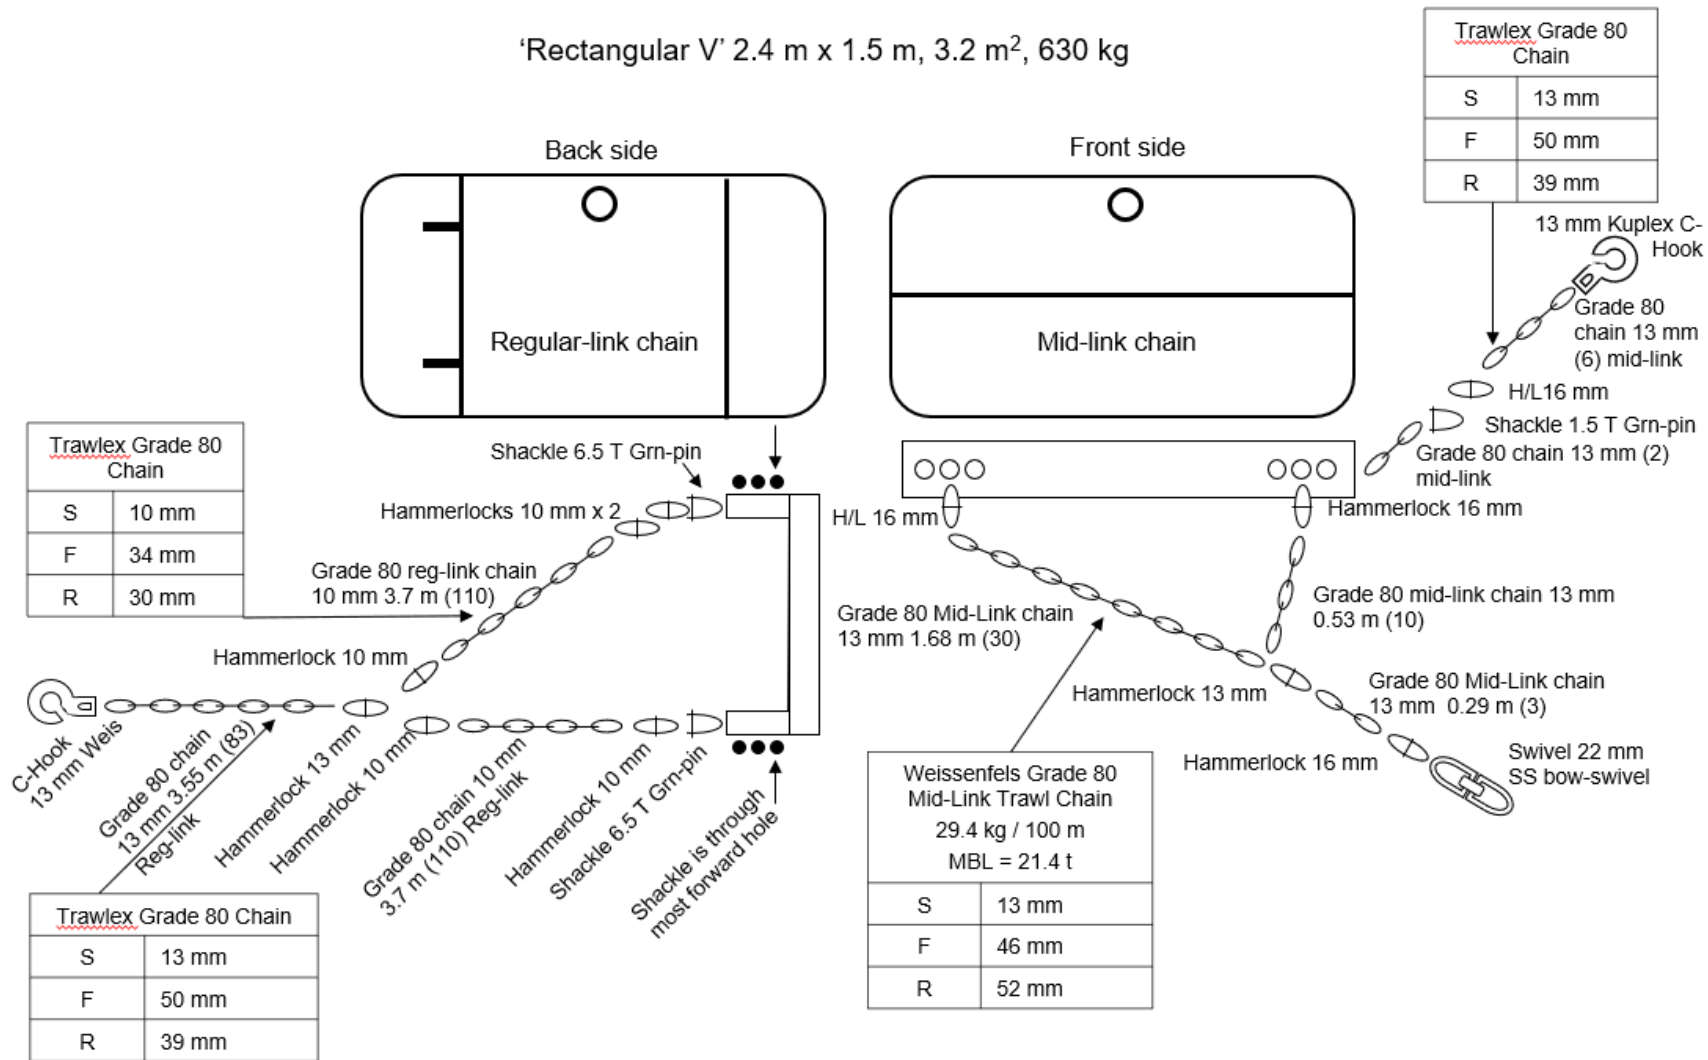 'Rectangular V' 2.4 m x 1.5 m, 3.2 m², 630 kg
Trawlex Grade 80
Chain
S 13 mm
F 50 mm
R 39 mm
Back side
Front side
Regular-link chain
Mid-link chain
13 mm Kuplex C-
Hook
Grade 80
chain 13 mm
(6) mid-link
H/L16 mm
Shackle 1.5 T Grn-pin
Grade 80 chain 13 mm (2)
mid-link
Trawlex Grade 80
Chain
S 10 mm
F 34 mm
R 30 mm
Shackle 6.5 T Grn-pin
Hammerlocks 10 mm x 2
Grade 80 reg-link chain
10 mm 3.7 m (110)
Hammerlock 10 mm
C-Hook
13 mm Weis
Grade 80 chain
13 mm 3.55 m (83)
Reg-link
Hammerlock 13 mm
Hammerlock 10 mm
Grade 80 chain 10 mm
3.7 m (110) Reg-link
Hammerlock 10 mm
Shackle 6.5 T Grn-pin
Shackle is through
most forward hole
H/L 16 mm
Hammerlock 16 mm
Grade 80 Mid-Link chain
13 mm 1.68 m (30)
Grade 80 mid-link chain 13 mm
0.53 m (10)
Hammerlock 13 mm
Grade 80 Mid-Link chain
13 mm 0.29 m (3)
Hammerlock 16 mm
Swivel 22 mm
SS bow-swivel
Weissenfels Grade 80
Mid-Link Trawl Chain
29.4 kg / 100 m
MBL = 21.4 t
S 13 mm
F 46 mm
R 52 mm
Trawlex Grade 80 Chain
S 13 mm
F 50 mm
R 39 mm